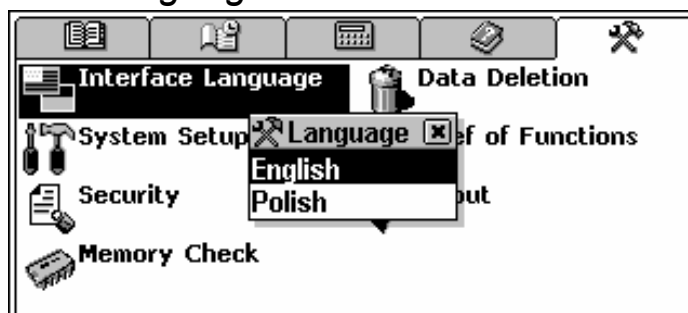 Interface Language
Data Deletion
System Setup
Language
ef of Functions
English
Security
Polish
out
Memory Check